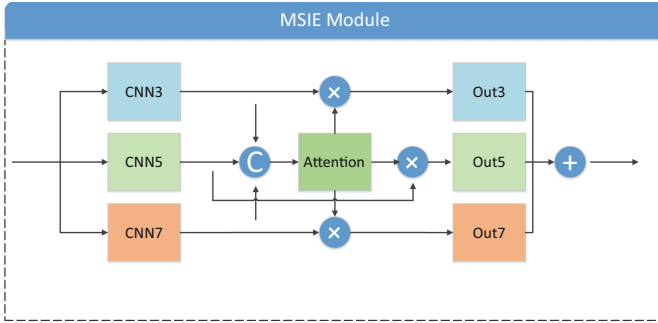 MSIE Module
CNN3
×
Out3
CNN5
C
Attention
×
Out5
+
CNN7
×
Out7